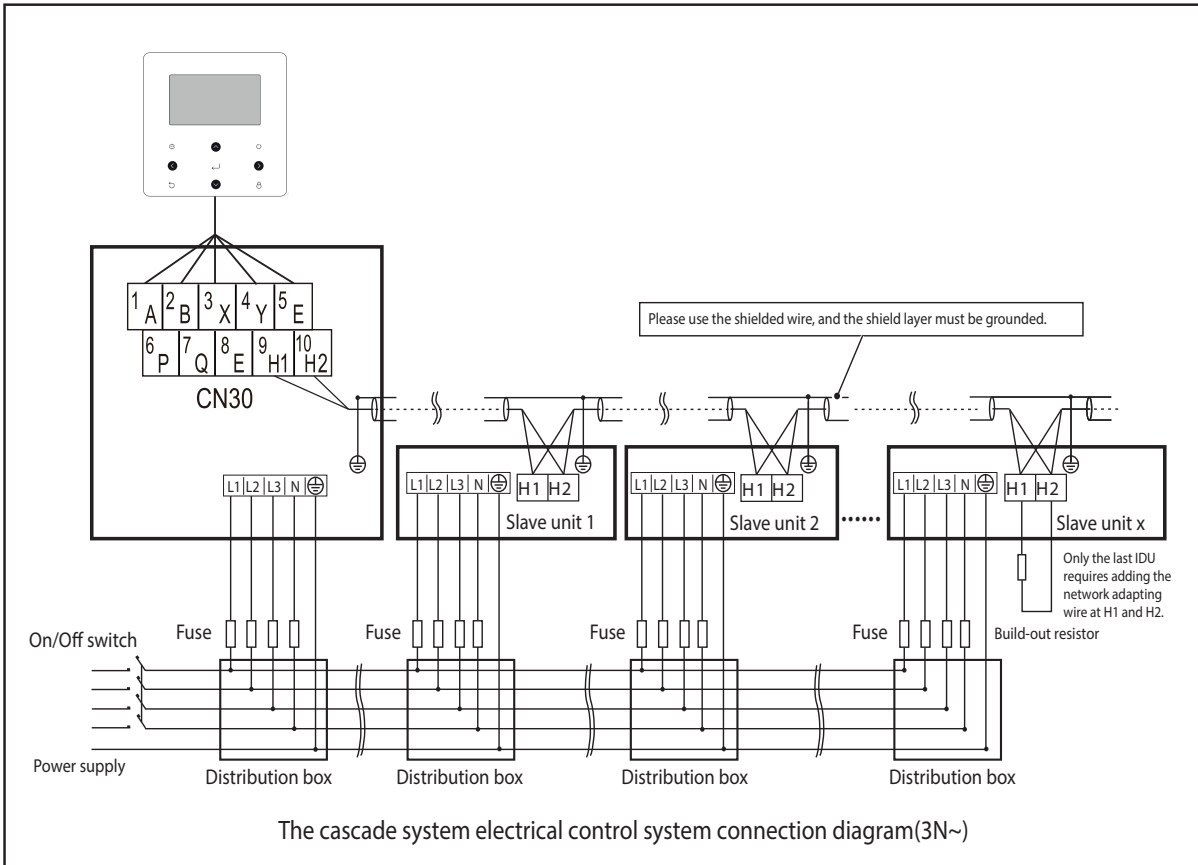 1 A 2 B 3 X 4 Y 5 E
6 P 7 Q 8 E 9 H1 10 H2
CN30
Please use the shielded wire, and the shield layer must be grounded.
L1 L2 L3 N
L1 L2 L3 N
H1 H2
Slave unit 1
L1 L2 L3 N
H1 H2
Slave unit 2
L1 L2 L3 N
H1 H2
Slave unit x
Only the last IDU
requires adding the
network adapting
wire at H1 and H2.
Build-out resistor
On/Off switch
Fuse
Fuse
Fuse
Fuse
Power supply
Distribution box
Distribution box
Distribution box
Distribution box
The cascade system electrical control system connection diagram(3N~)